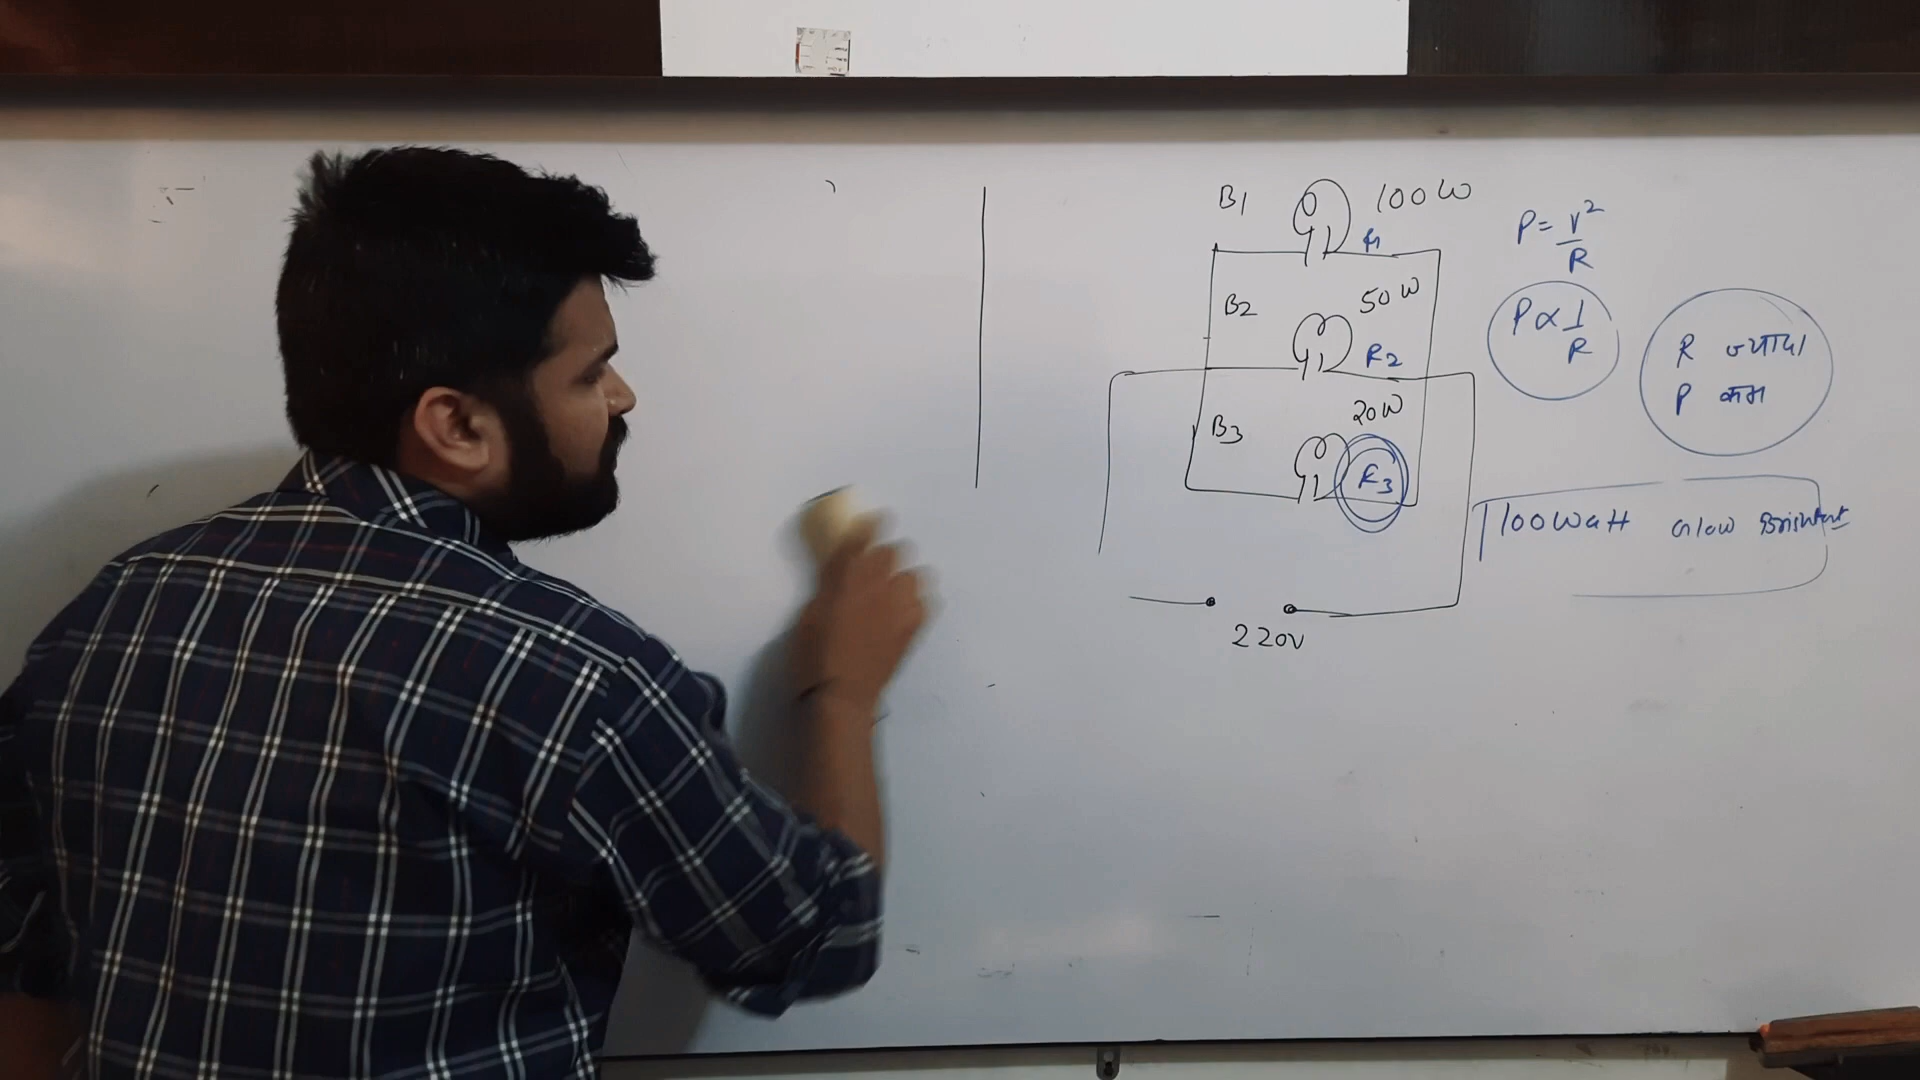 B1 100W
R1
B2 50W
R2
B3 20W
R3
220V
P = V²/R
P ∝ 1/R
R ज्यादा
P कम
100Watt Glow Brightest